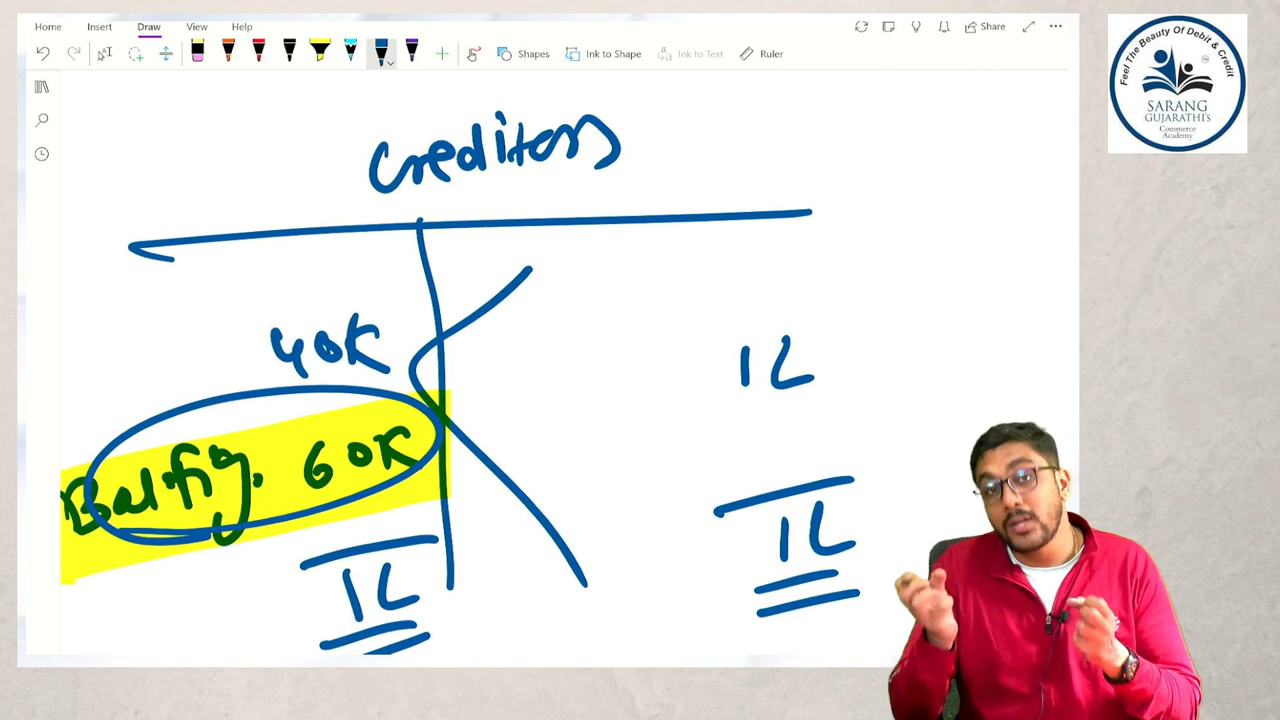 Home Insert Draw View Help
Share
Shapes Ink to Shape Ink to Text Ruler
Feel The Beauty Of Debit & Credit
SARANG
GUJARATHI'S
Commerce
Academy
Creditors
40K
1L
Bal fig. 60K
1L
1L